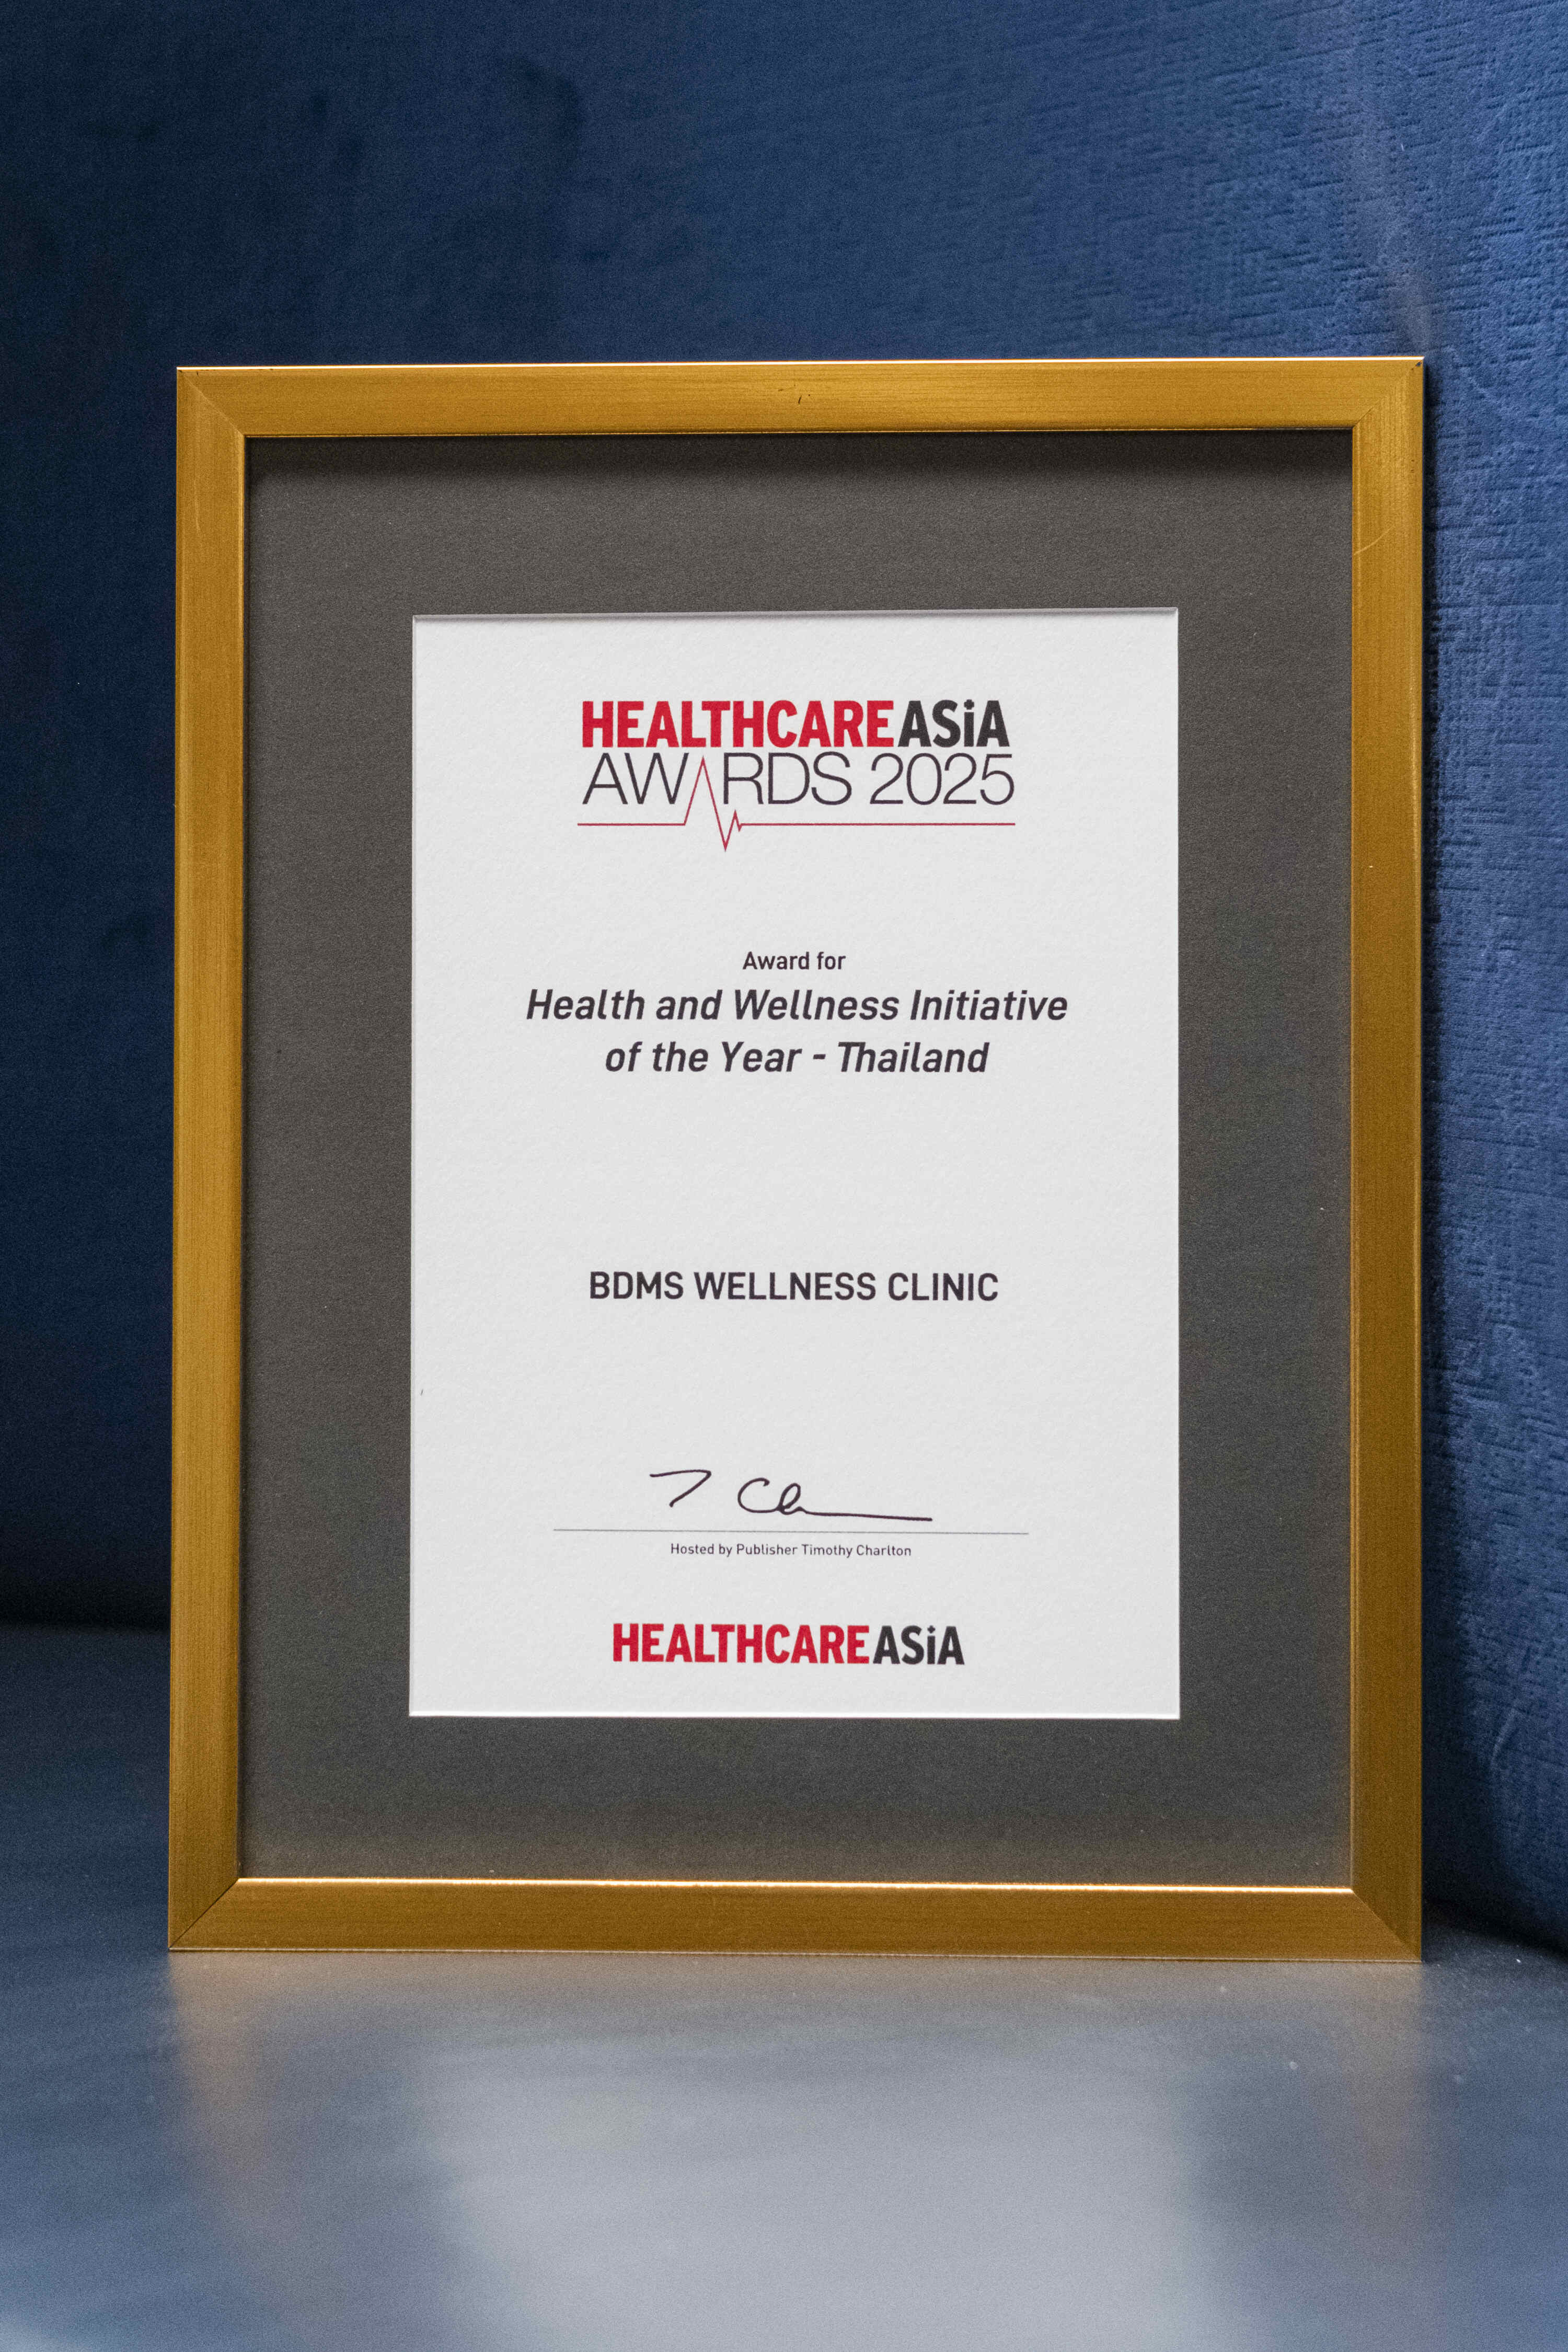 HEALTHCAREASiA
AWARDS 2025
Award for
Health and Wellness Initiative
of the Year - Thailand
BDMS WELLNESS CLINIC
T Ch
Hosted by Publisher Timothy Charlton
HEALTHCAREASiA